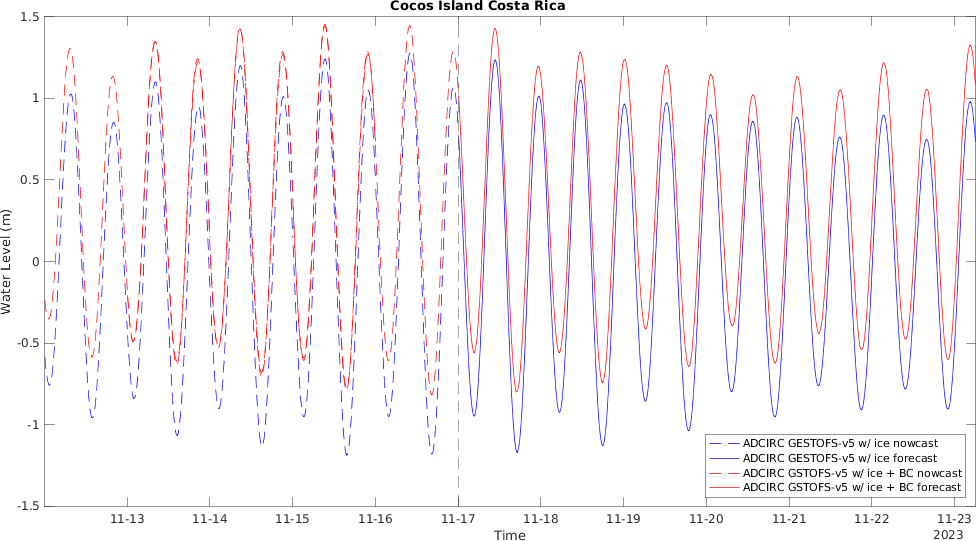 Cocos Island Costa Rica
Water Level (m)
1.5
1
0.5
0
-0.5
-1
-1.5
11-13 11-14 11-15 11-16 11-17 11-18 11-19 11-20 11-21 11-22 11-23
Time
2023
ADCIRC GESTOFS-v5 w/ ice nowcast
ADCIRC GESTOFS-v5 w/ ice forecast
ADCIRC GSTOFS-v5 w/ ice + BC nowcast
ADCIRC GSTOFS-v5 w/ ice + BC forecast